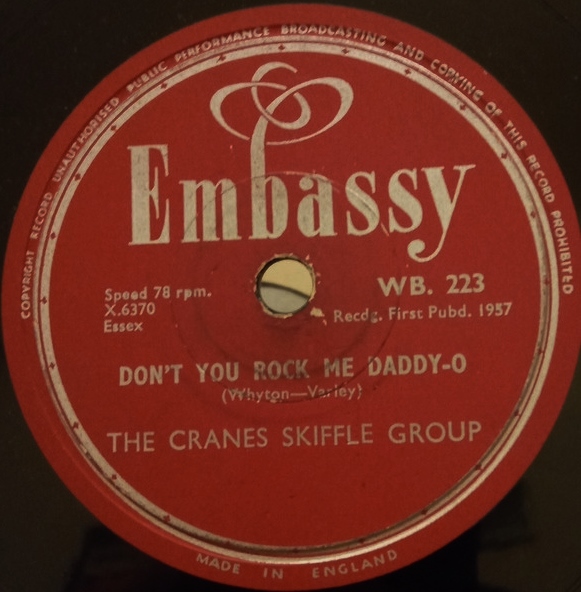 COPYRIGHT RECORD UNAUTHORISED PUBLIC PERFORMANCE BROADCASTING AND COPYING OF THIS RECORD PROHIBITED
Embassy
Speed 78 rpm.
X.6370
Essex
WB. 223
Recdg. First Pubd. 1957
DON'T YOU ROCK ME DADDY-O
(Whyton—Varley)
THE CRANES SKIFFLE GROUP
MADE IN ENGLAND